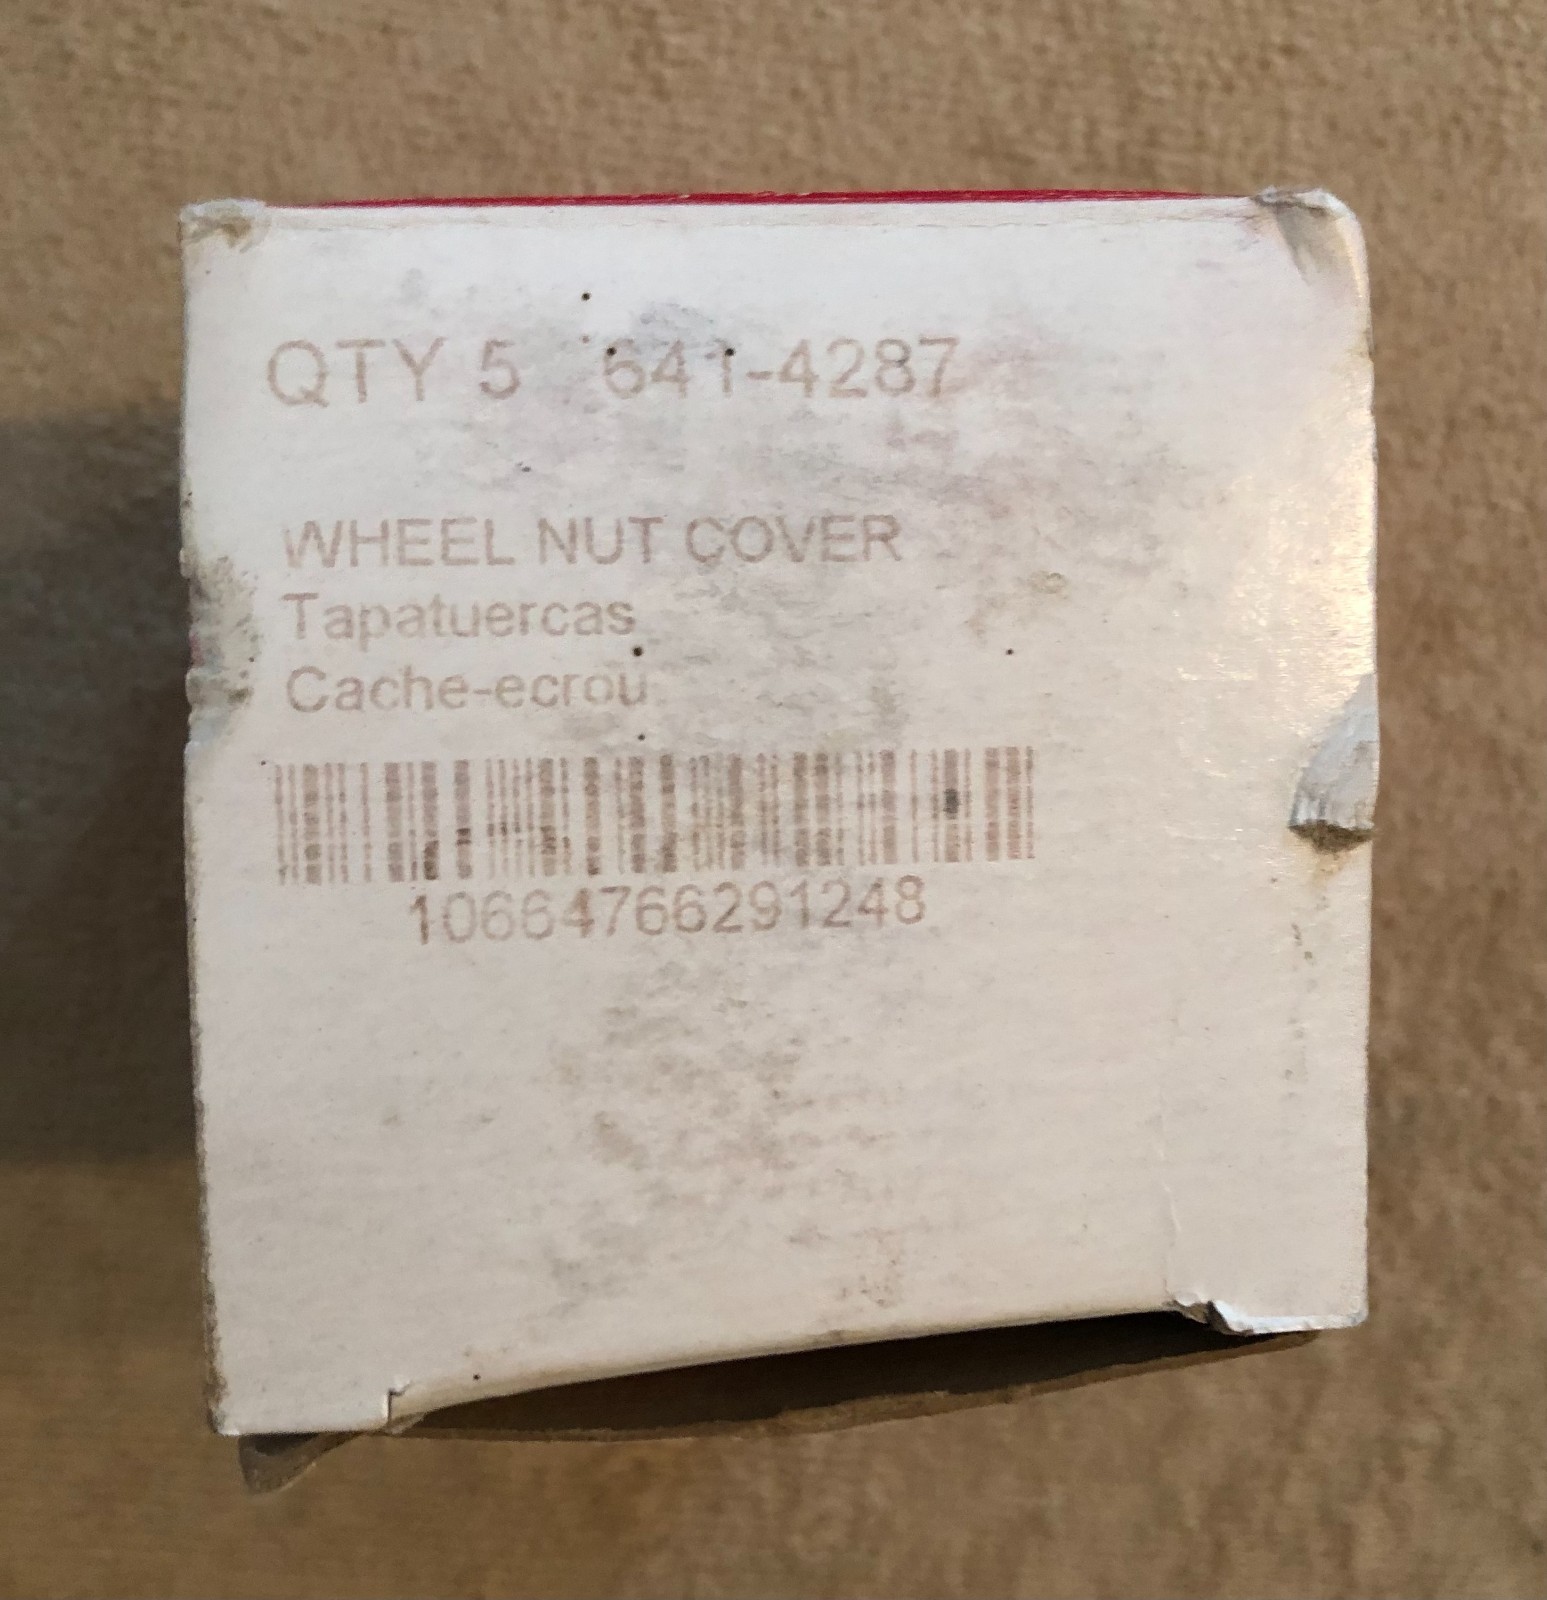 QTY 5 641-4287
WHEEL NUT COVER
Tapatuercas
Cache-ecrou
10664766291248